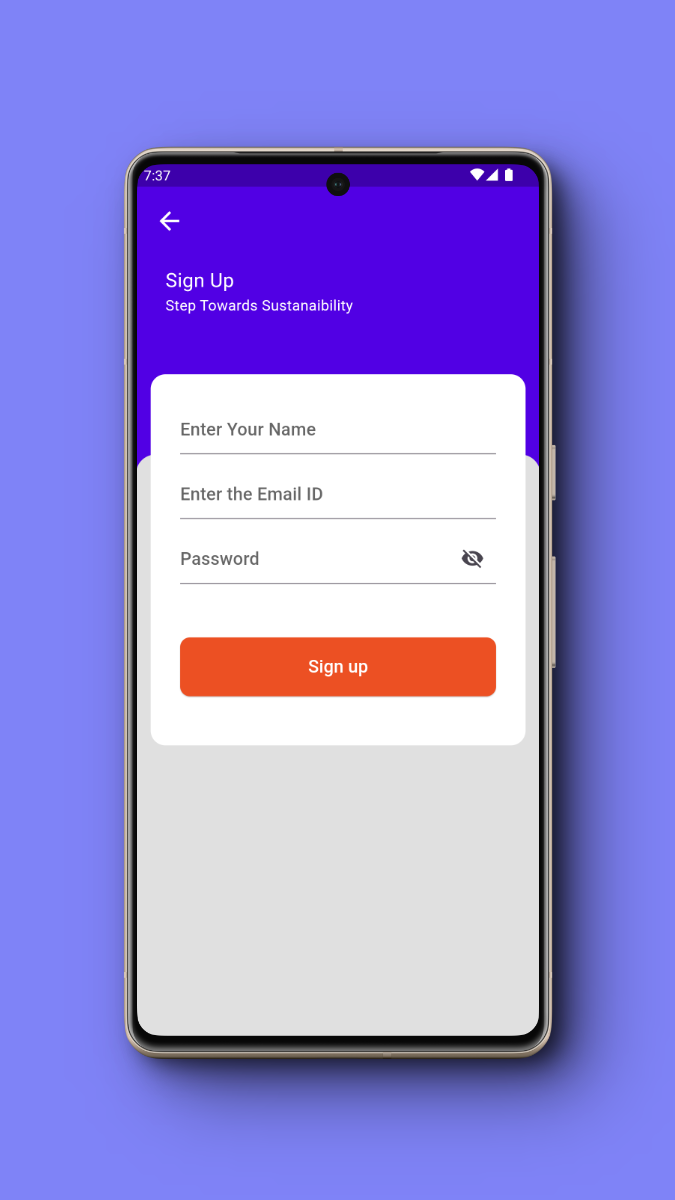 7:37
Sign Up
Step Towards Sustanaibility
Enter Your Name
Enter the Email ID
Password
Sign up